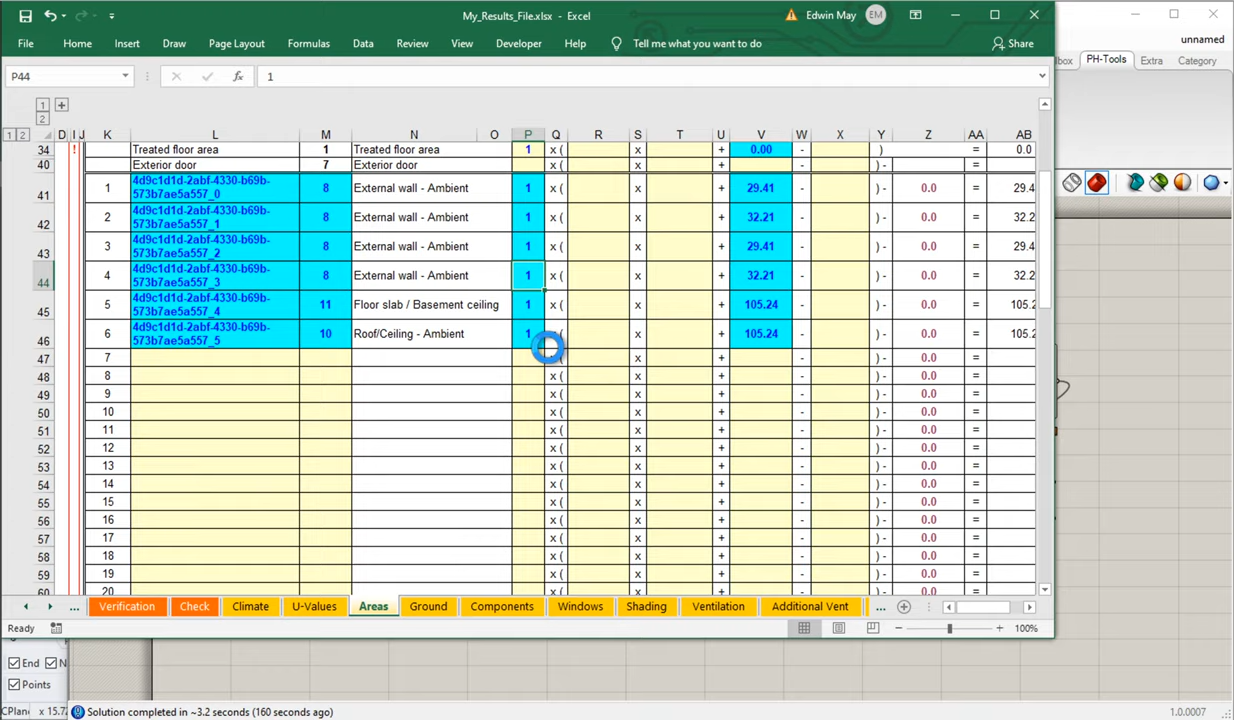 My_Results_File.xlsx - Excel
Edwin May EM
unnamed
File Home Insert Draw Page Layout Formulas Data Review View Developer Help Tell me what you want to do Share
PH-Tools Extra Category
P44 fx 1
1
2
1 2 D I J K L M N O P Q R S T U V W X Y Z AA AB
34 ! Treated floor area 1 Treated floor area 1 x ( x + 0.00 - ) = 0.0
40 Exterior door 7 Exterior door x ( x + - ) - =
41 1 4d9c1d1d-2abf-4330-b69b-
573b7ae5a557_0 8 External wall - Ambient 1 x ( x + 29.41 - ) - 0.0 = 29.4
42 2 4d9c1d1d-2abf-4330-b69b-
573b7ae5a557_1 8 External wall - Ambient 1 x ( x + 32.21 - ) - 0.0 = 32.2
43 3 4d9c1d1d-2abf-4330-b69b-
573b7ae5a557_2 8 External wall - Ambient 1 x ( x + 29.41 - ) - 0.0 = 29.4
44 4 4d9c1d1d-2abf-4330-b69b-
573b7ae5a557_3 8 External wall - Ambient 1 x ( x + 32.21 - ) - 0.0 = 32.2
45 5 4d9c1d1d-2abf-4330-b69b-
573b7ae5a557_4 11 Floor slab / Basement ceiling 1 x ( x + 105.24 - ) - 0.0 = 105.2
46 6 4d9c1d1d-2abf-4330-b69b-
573b7ae5a557_5 10 Roof/Ceiling - Ambient 1 x + 105.24 - ) - 0.0 = 105.2
47 7 x + - ) - 0.0 =
48 8 x ( x + - ) - 0.0 =
49 9 x ( x + - ) - 0.0 =
50 10 x ( x + - ) - 0.0 =
51 11 x ( x + - ) - 0.0 =
52 12 x ( x + - ) - 0.0 =
53 13 x ( x + - ) - 0.0 =
54 14 x ( x + - ) - 0.0 =
55 15 x ( x + - ) - 0.0 =
56 16 x ( x + - ) - 0.0 =
57 17 x ( x + - ) - 0.0 =
58 18 x ( x + - ) - 0.0 =
59 19 x ( x + - ) - 0.0 =
60 20 x ( x + - ) - 0.0 =
... Verification Check Climate U-Values Areas Ground Components Windows Shading Ventilation Additional Vent ...
Ready 100%
End N
Points
CPlane x 15.72 Solution completed in ~3.2 seconds (160 seconds ago) 1.0.0007